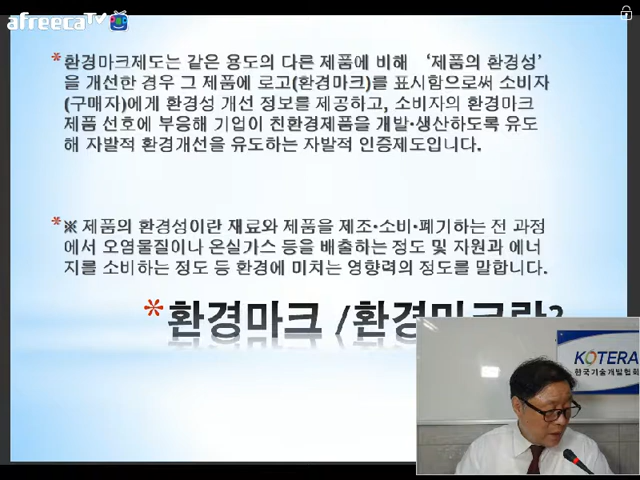 afreecaTV
*환경마크제도는 같은 용도의 다른 제품에 비해 ‘제품의 환경성’
을 개선한 경우 그 제품에 로고(환경마크)를 표시함으로써 소비자
(구매자)에게 환경성 개선 정보를 제공하고, 소비자의 환경마크
제품 선호에 부응해 기업이 친환경제품을 개발·생산하도록 유도
해 자발적 환경개선을 유도하는 자발적 인증제도입니다.
*※ 제품의 환경성이란 재료와 제품을 제조·소비·폐기하는 전 과정
에서 오염물질이나 온실가스 등을 배출하는 정도 및 자원과 에너
지를 소비하는 정도 등 환경에 미치는 영향력의 정도를 말합니다.
*환경마크 /환경마크란?
KOTERA
한국기술개발협회